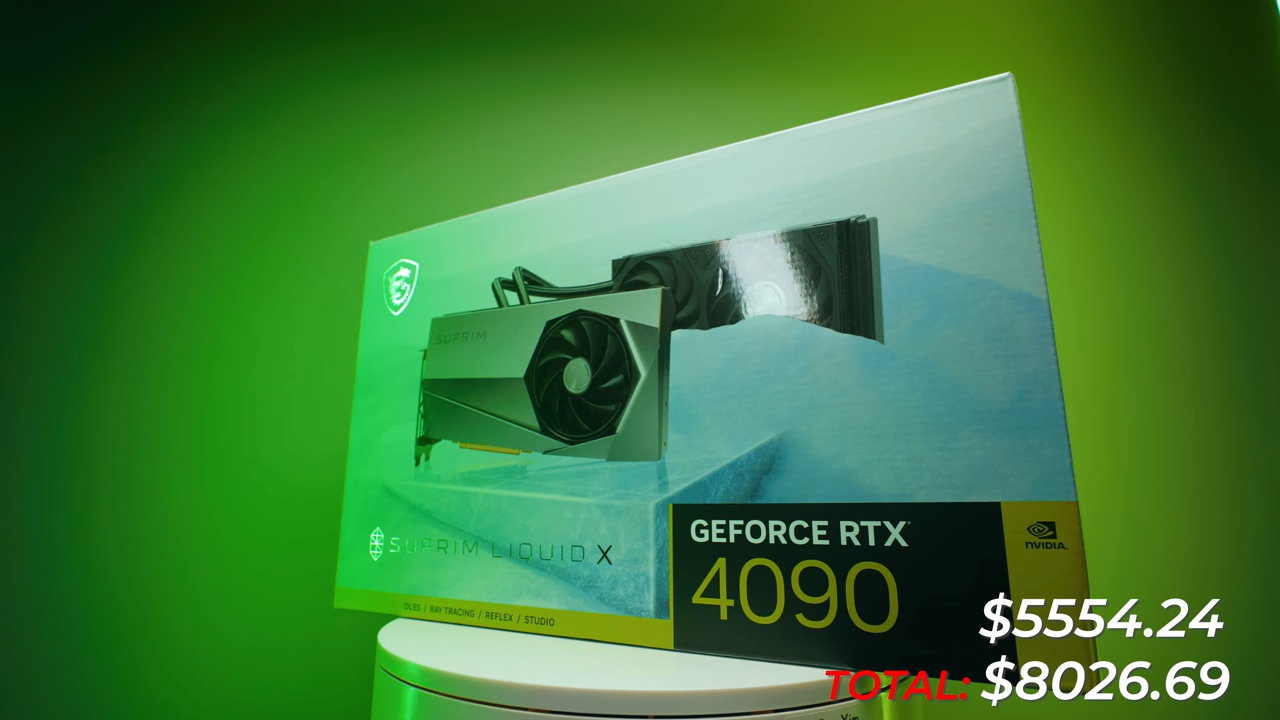 SUPRIM
SUPRIM LIQUID X
GEFORCE RTX
4090
NVIDIA.
DLSS / RAY TRACING / REFLEX / STUDIO
$5554.24
TOTAL: $8026.69